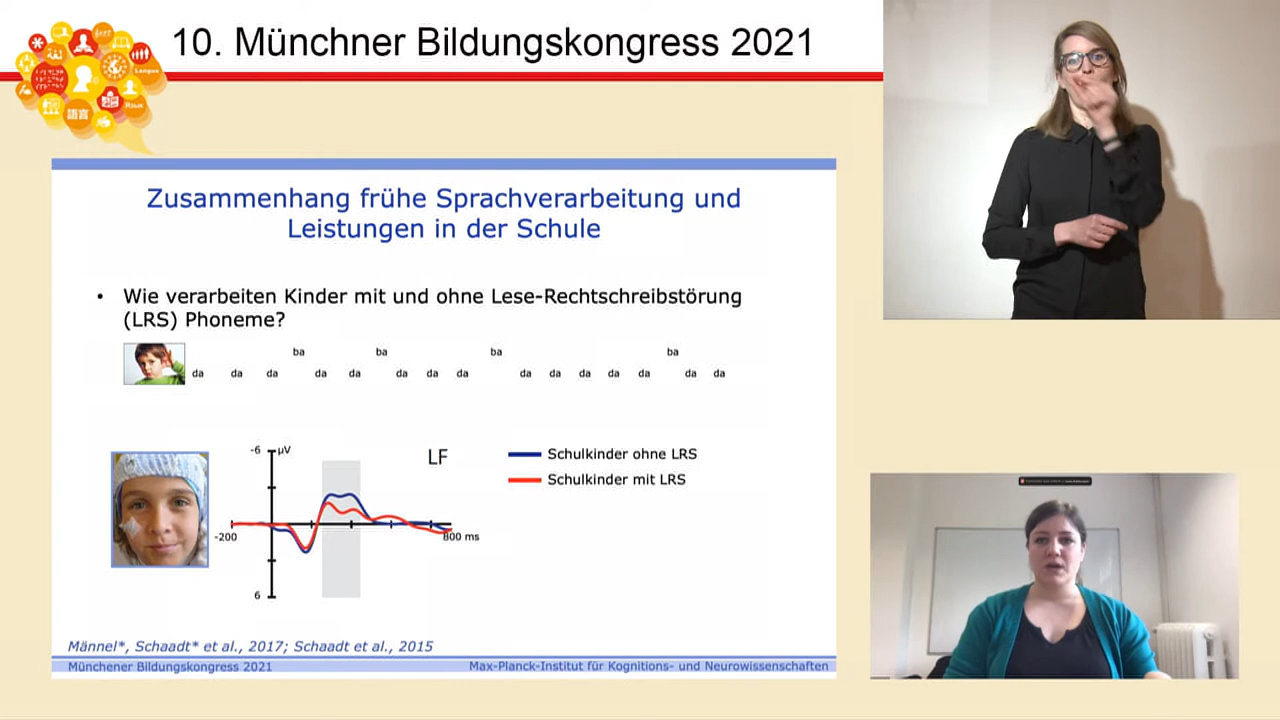 10. Münchner Bildungskongress 2021
Langue
語言
Zusammenhang frühe Sprachverarbeitung und
Leistungen in der Schule
• Wie verarbeiten Kinder mit und ohne Lese-Rechtschreibstörung
(LRS) Phoneme?
ba ba ba ba
da da da da da da da da da da da da da da da
-6 µV
LF
Schulkinder ohne LRS
Schulkinder mit LRS
-200
800 ms
6
Männel*, Schaadt* et al., 2017; Schaadt et al., 2015
Münchener Bildungskongress 2021
Max-Planck-Institut für Kognitions- und Neurowissenschaften